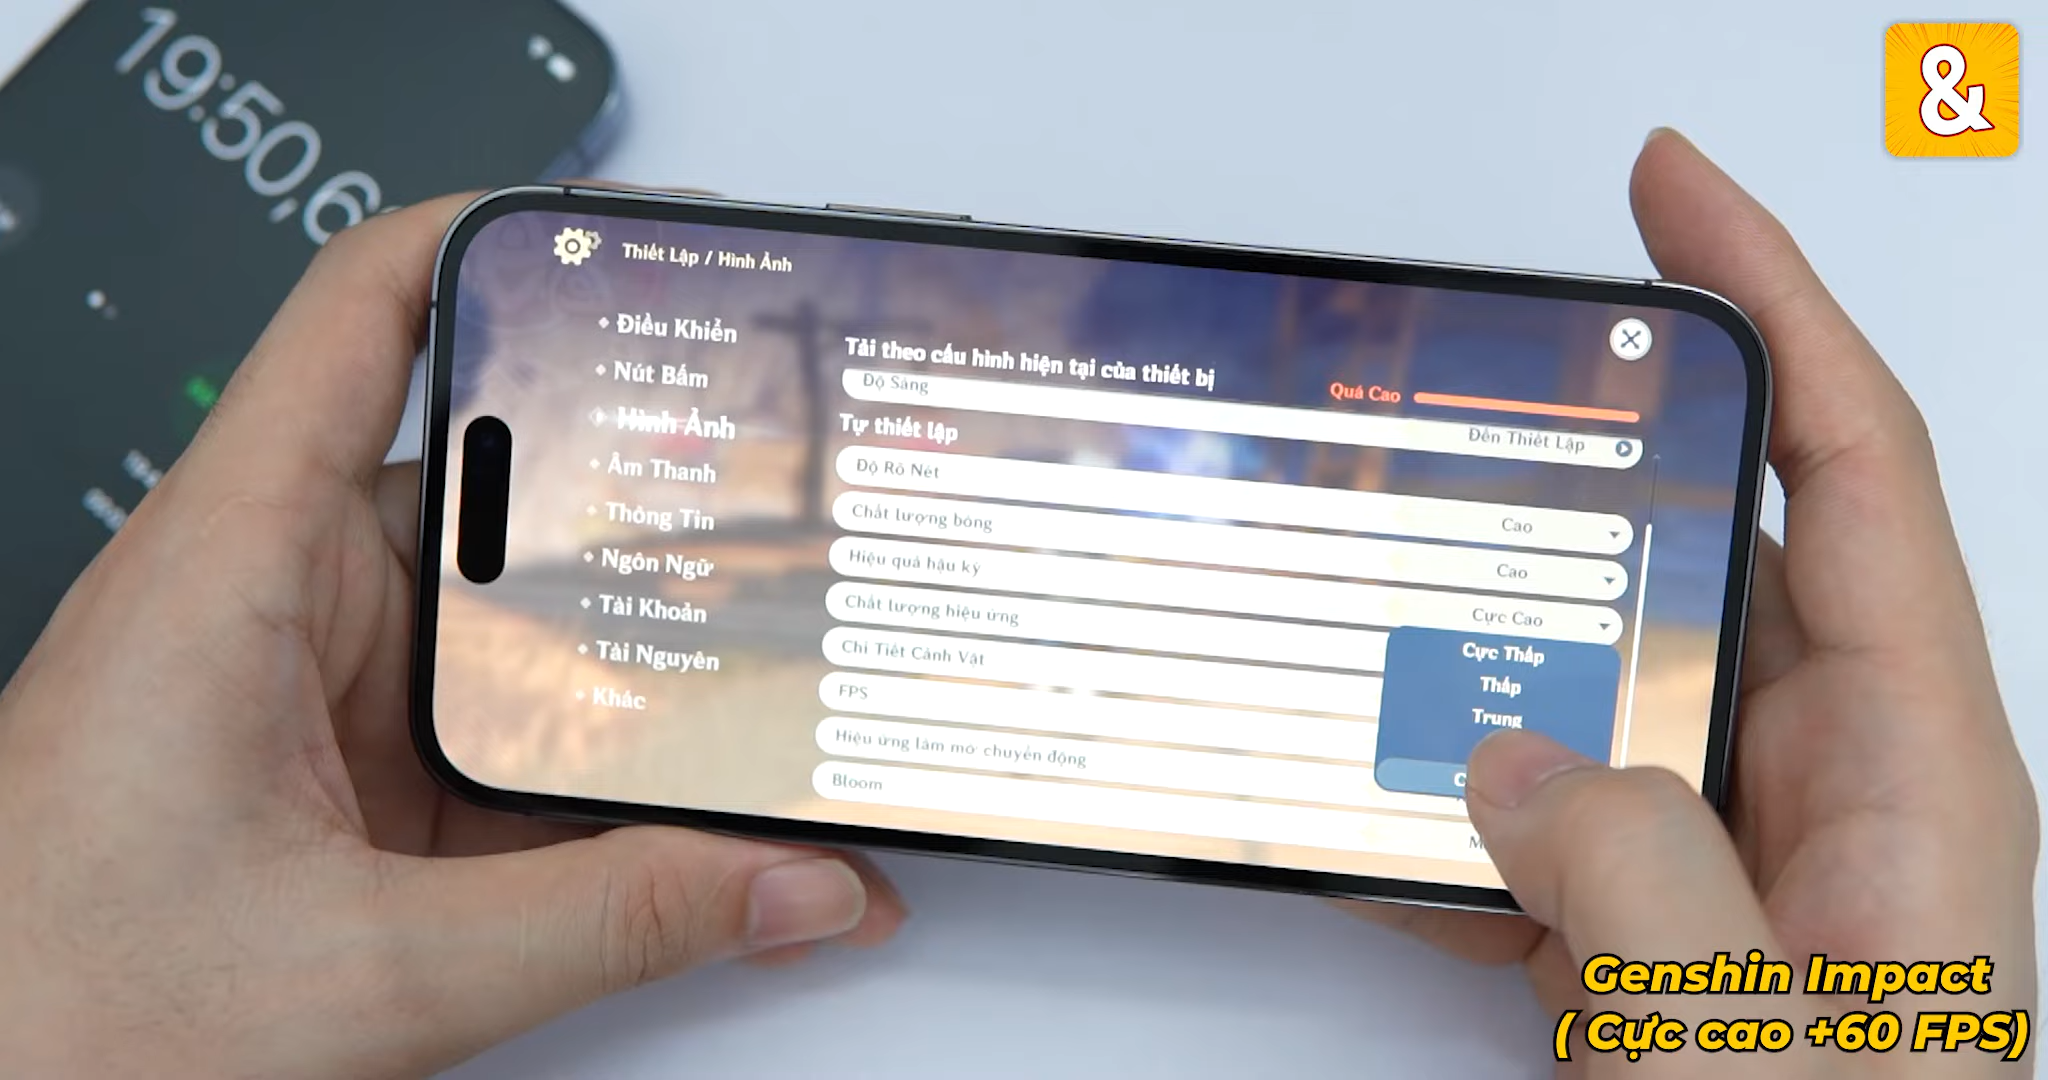 19:50,6
&
Thiết Lập / Hình Ảnh
Điều Khiển
Nút Bấm
Hình Ảnh
Âm Thanh
Thông Tin
Ngôn Ngữ
Tài Khoản
Tài Nguyên
Khác
Tải theo cấu hình hiện tại của thiết bị
Quá Cao
Độ Sáng
Đến Thiết Lập
Tự thiết lập
Độ Rõ Nét
Cao
Chất lượng bóng
Cao
Hiệu quả hậu kỳ
Cực Cao
Chất lượng hiệu ứng
Chi Tiết Cảnh Vật
FPS
Hiệu ứng làm mờ chuyển động
Bloom
Cực Thấp
Thấp
Trung
Genshin Impact
( Cực cao +60 FPS)